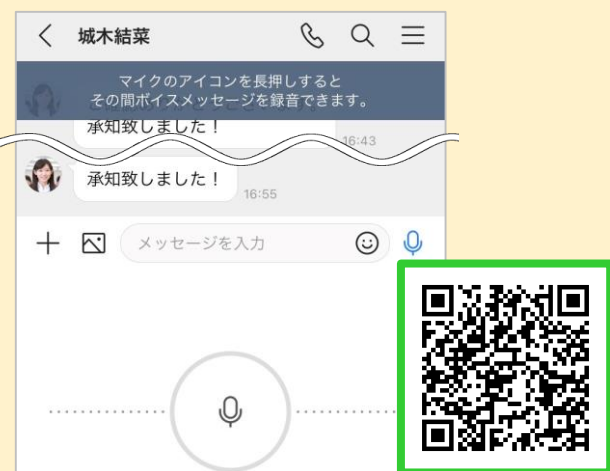 城木結菜
マイクのアイコンを長押しすると
その間ボイスメッセージを録音できます。
承知致しました！
16:43
承知致しました！
16:55
メッセージを入力